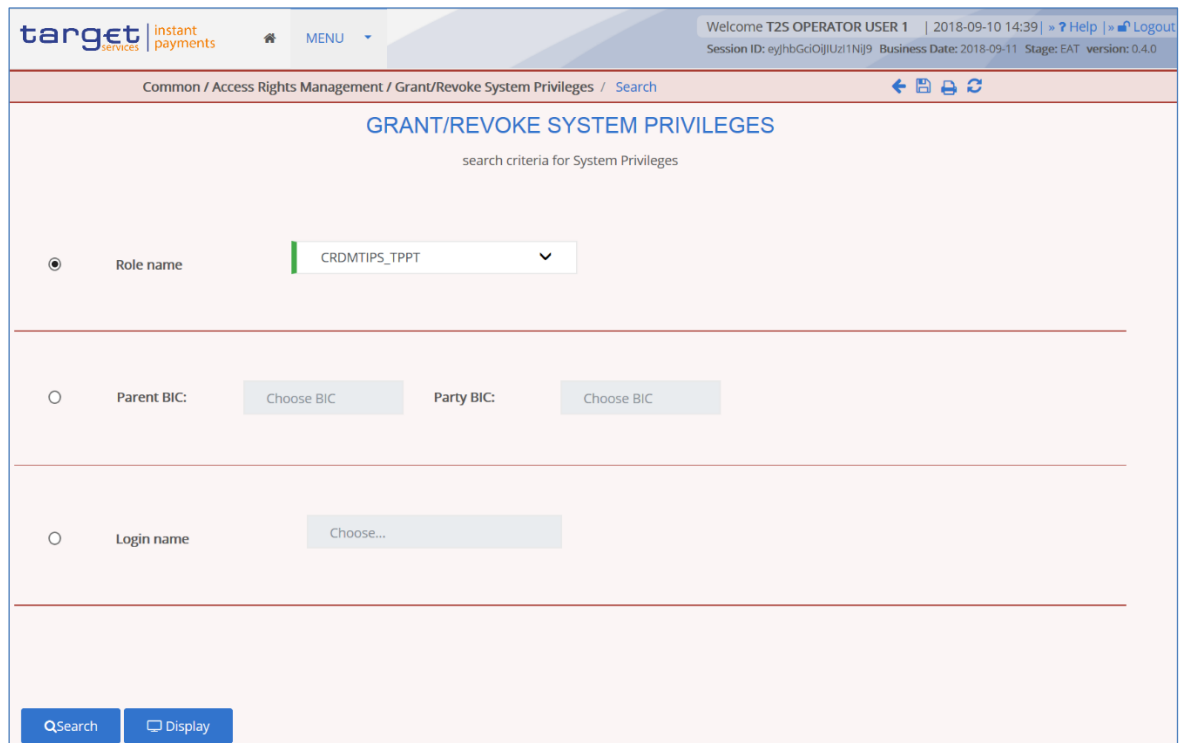 target services instant payments MENU Welcome T2S OPERATOR USER 1 | 2018-09-10 14:39| » ? Help |» Logout
Session ID: eyJhbGciOiJIUzI1NiJ9 Business Date: 2018-09-11 Stage: EAT version: 0.4.0
Common / Access Rights Management / Grant/Revoke System Privileges / Search
GRANT/REVOKE SYSTEM PRIVILEGES
search criteria for System Privileges
Role name CRDMTIPS_TPPT
Parent BIC: Choose BIC Party BIC: Choose BIC
Login name Choose...
Search Display